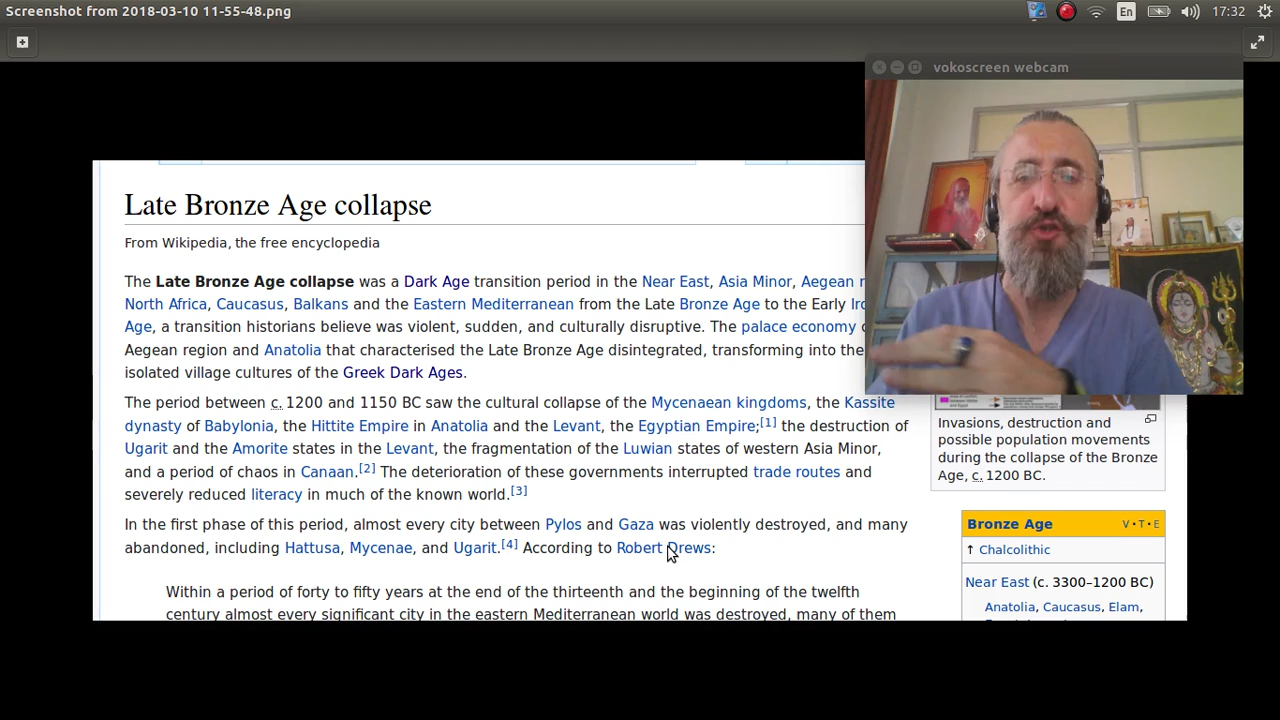 Screenshot from 2018-03-10 11-55-48.png
En
17:32
vokoscreen webcam
Late Bronze Age collapse
From Wikipedia, the free encyclopedia
The Late Bronze Age collapse was a Dark Age transition period in the Near East, Asia Minor, Aegean
North Africa, Caucasus, Balkans and the Eastern Mediterranean from the Late Bronze Age to the Early
Age, a transition historians believe was violent, sudden, and culturally disruptive. The palace economy
Aegean region and Anatolia that characterised the Late Bronze Age disintegrated, transforming into the
isolated village cultures of the Greek Dark Ages.
The period between c. 1200 and 1150 BC saw the cultural collapse of the Mycenaean kingdoms, the Kassite
dynasty of Babylonia, the Hittite Empire in Anatolia and the Levant, the Egyptian Empire;[1] the destruction of
Ugarit and the Amorite states in the Levant, the fragmentation of the Luwian states of western Asia Minor,
and a period of chaos in Canaan.[2] The deterioration of these governments interrupted trade routes and
severely reduced literacy in much of the known world.[3]
In the first phase of this period, almost every city between Pylos and Gaza was violently destroyed, and many
abandoned, including Hattusa, Mycenae, and Ugarit.[4] According to Robert Drews:
Within a period of forty to fifty years at the end of the thirteenth and the beginning of the twelfth
century almost every significant city in the eastern Mediterranean world was destroyed, many of them
Invasions, destruction and
possible population movements
during the collapse of the Bronze
Age, c. 1200 BC.
Bronze Age
V • T • E
↑ Chalcolithic
Near East (c. 3300–1200 BC)
Anatolia, Caucasus, Elam,